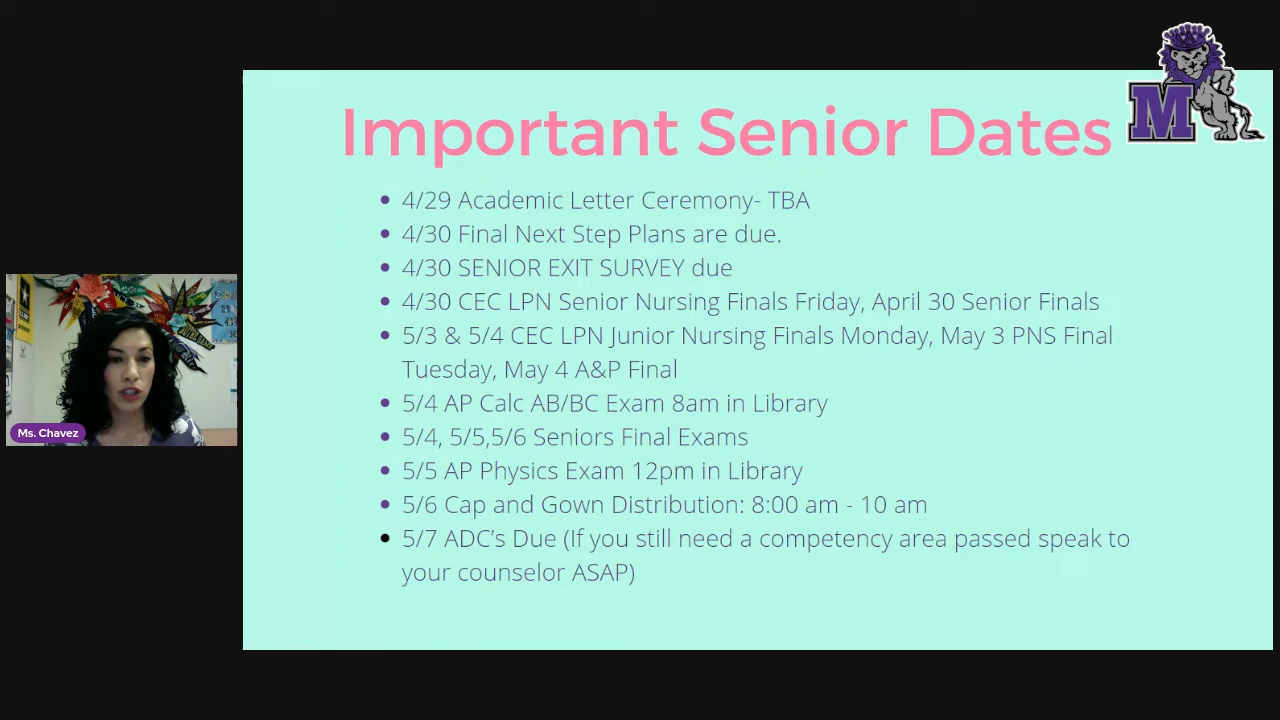 Important Senior Dates
M
4/29 Academic Letter Ceremony- TBA
4/30 Final Next Step Plans are due.
4/30 SENIOR EXIT SURVEY due
4/30 CEC LPN Senior Nursing Finals Friday, April 30 Senior Finals
5/3 & 5/4 CEC LPN Junior Nursing Finals Monday, May 3 PNS Final
Tuesday, May 4 A&P Final
5/4 AP Calc AB/BC Exam 8am in Library
5/4, 5/5,5/6 Seniors Final Exams
5/5 AP Physics Exam 12pm in Library
5/6 Cap and Gown Distribution: 8:00 am - 10 am
5/7 ADC’s Due (If you still need a competency area passed speak to
your counselor ASAP)
Ms. Chavez